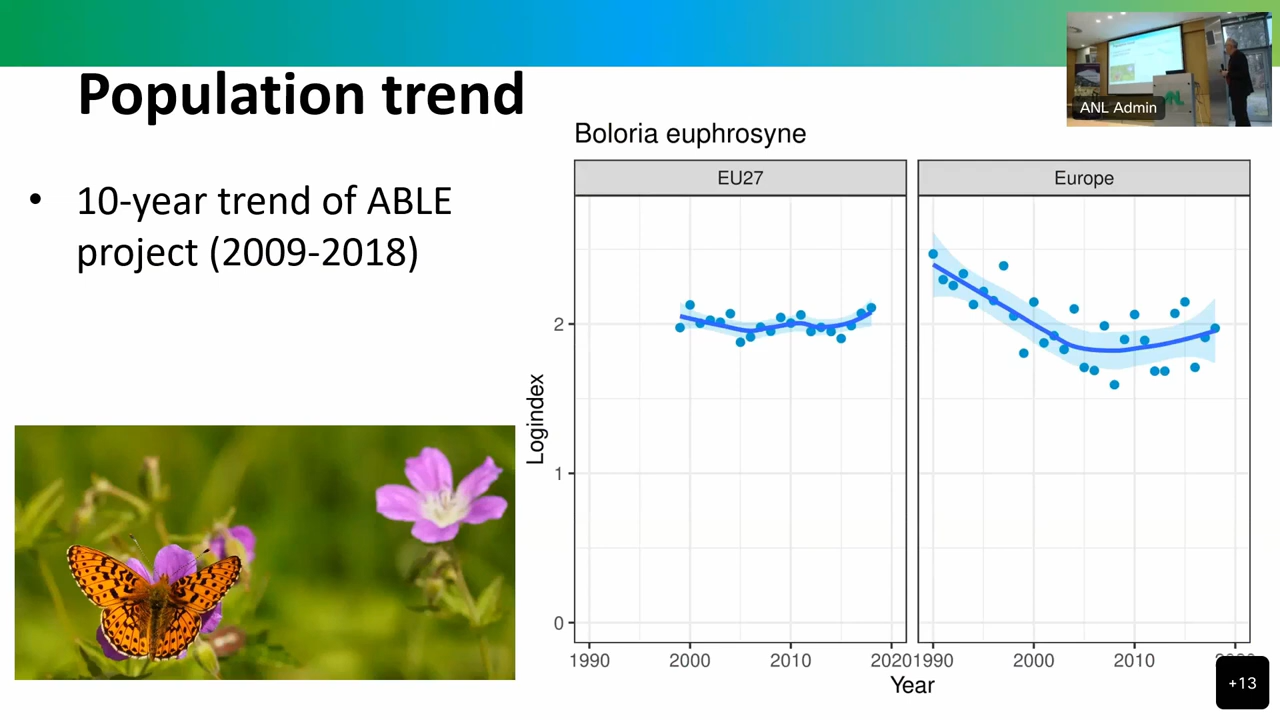 Population trend
• 10-year trend of ABLE
project (2009-2018)
ANL Admin
Boloria euphrosyne
EU27
Europe
Logindex
2
1
0
1990
2000
2010
2020
1990
2000
2010
Year
+13